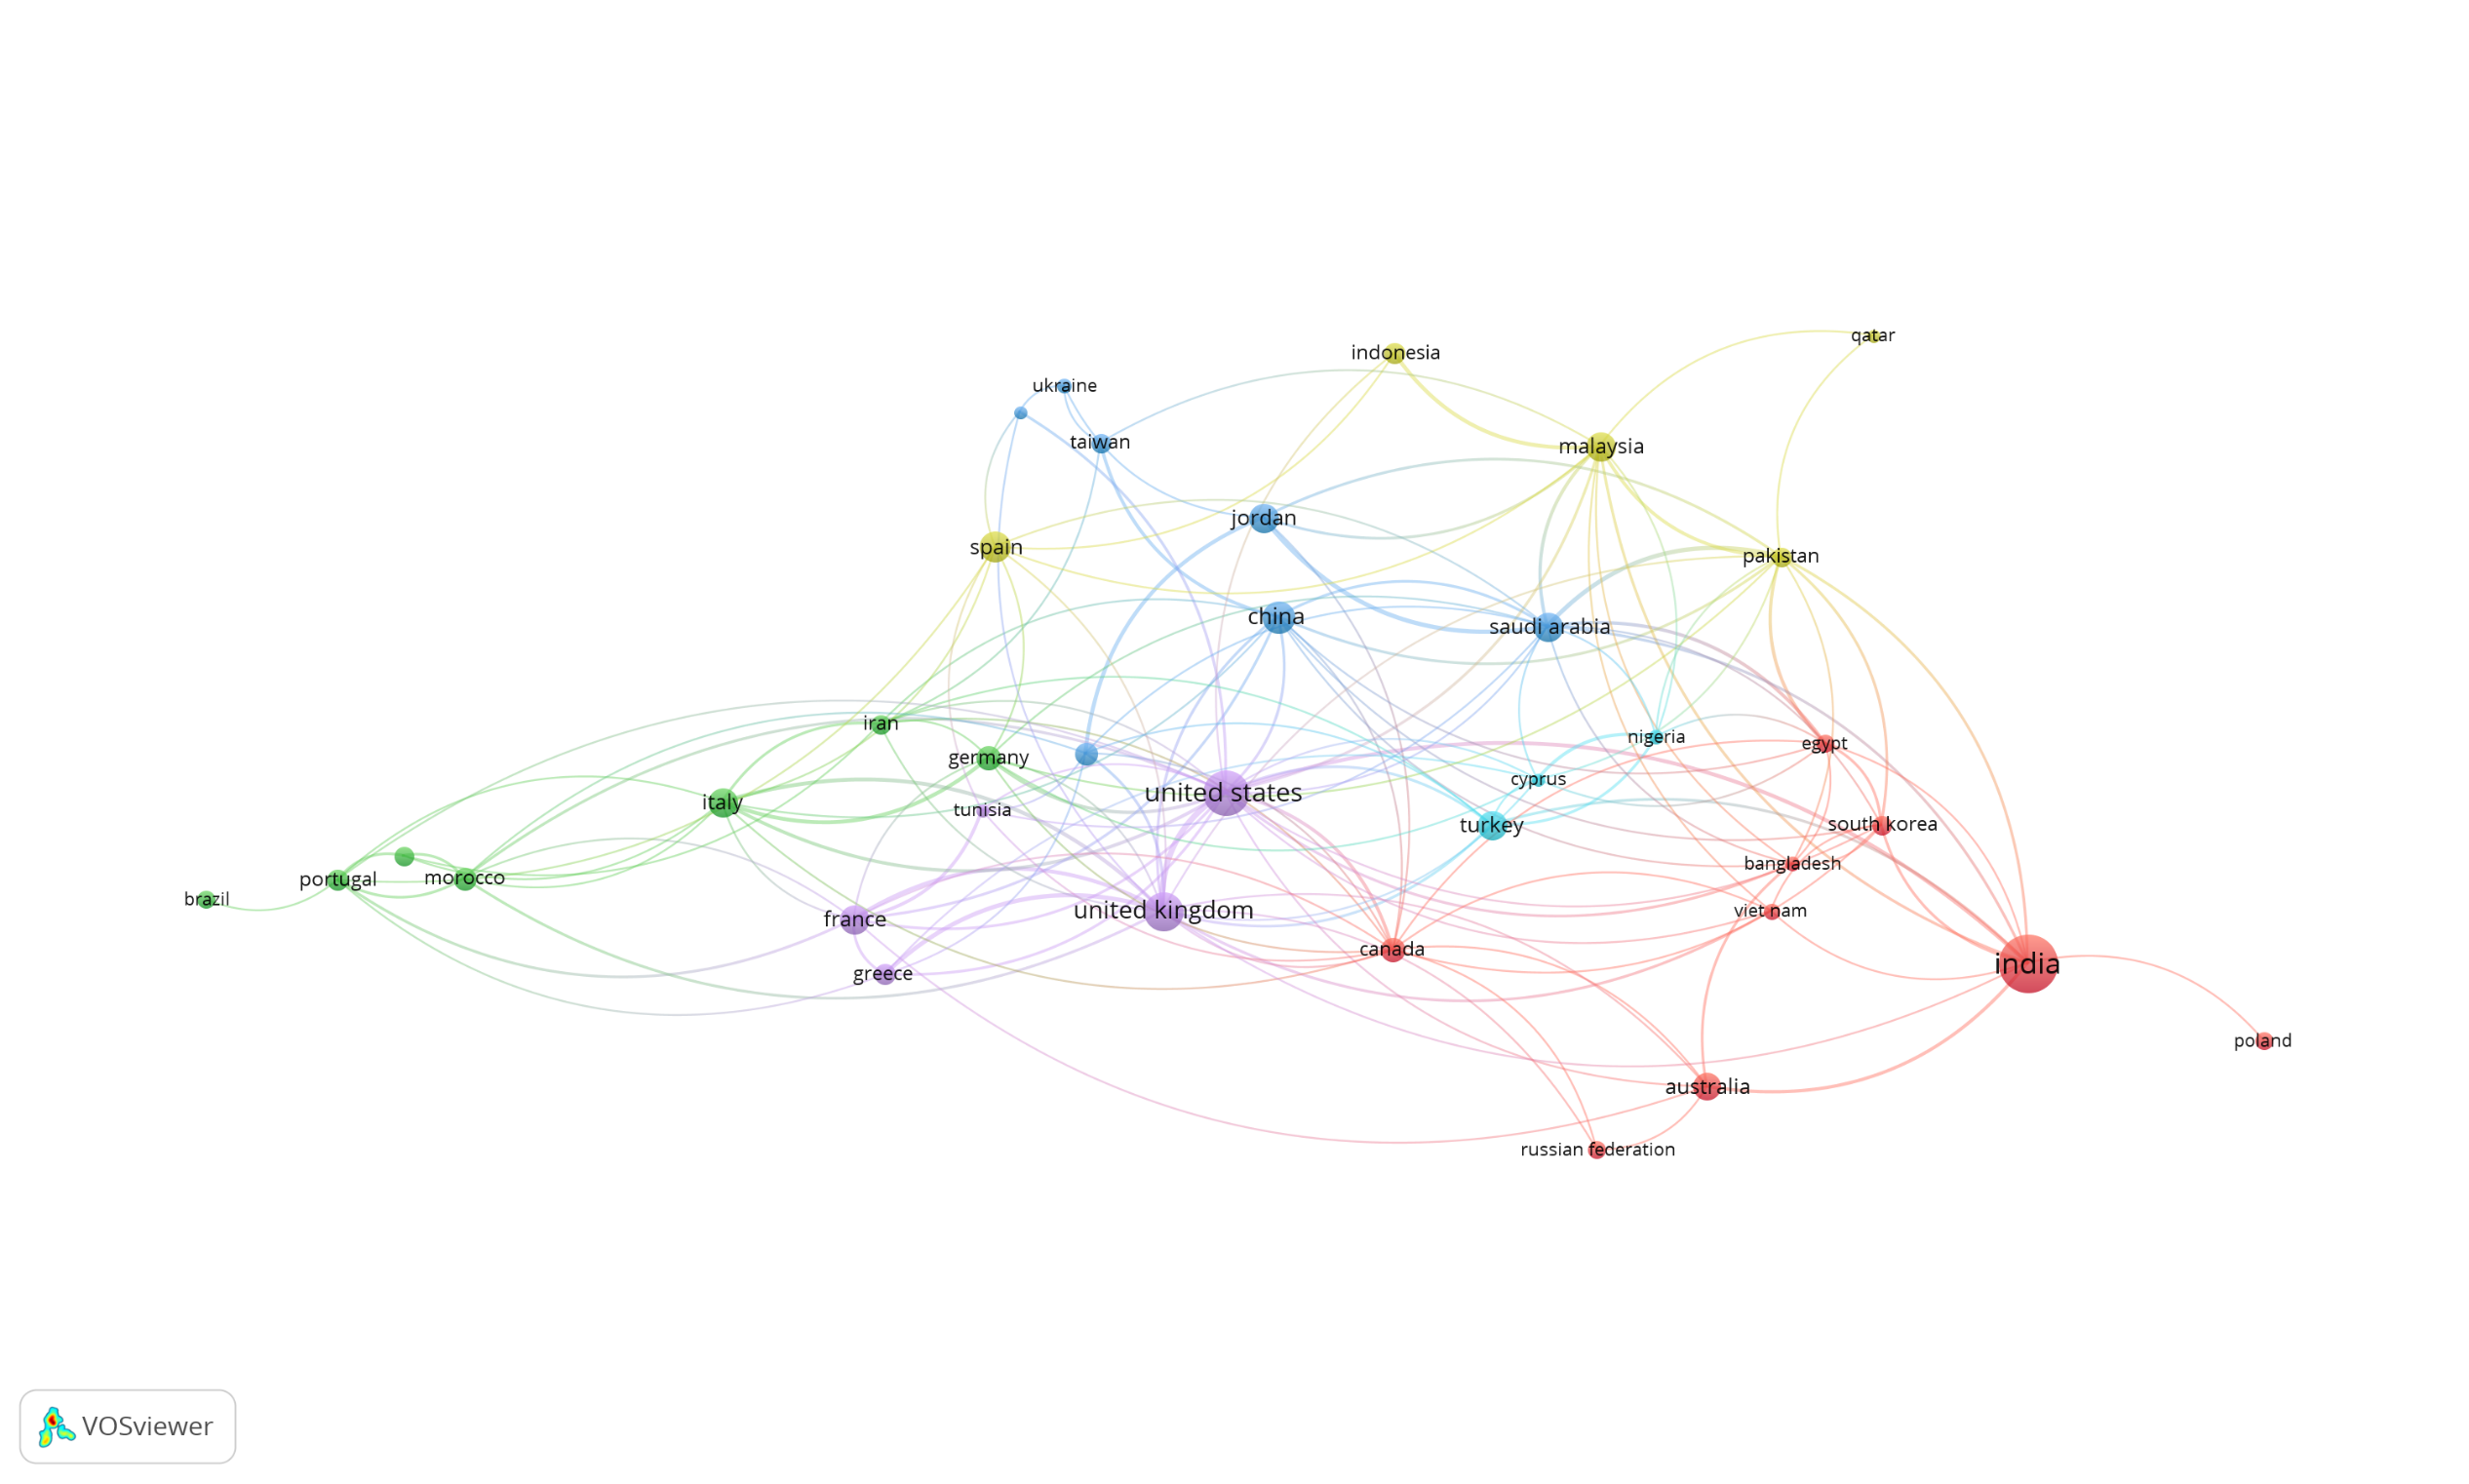 qatar
indonesia
ukraine
taiwan
malaysia
jordan
spain
pakistan
china
saudi arabia
iran
nigeria
egypt
germany
cyprus
united states
italy
tunisia
turkey
south korea
bangladesh
portugal
morocco
brazil
france
united kingdom
viet nam
canada
india
greece
poland
australia
russian federation
VOSviewer